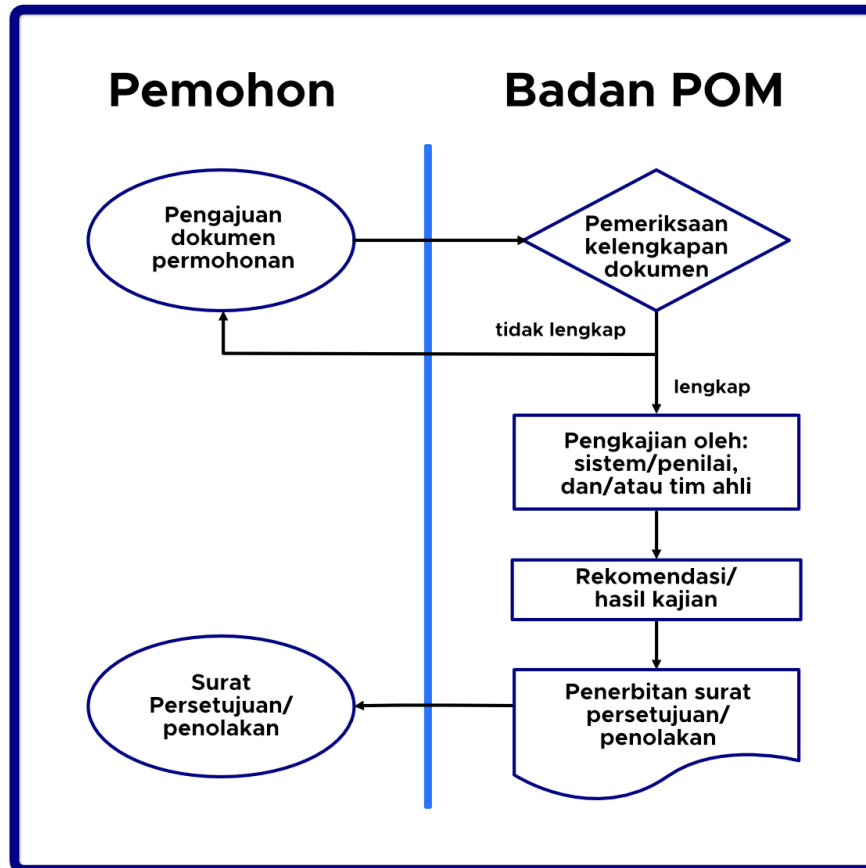 Pemohon
Badan POM
Pengajuan
dokumen
permohonan
Pemeriksaan
kelengkapan
dokumen
tidak lengkap
lengkap
Pengkajian oleh:
sistem/penilai,
dan/atau tim ahli
Rekomendasi/
hasil kajian
Penerbitan surat
persetujuan/
penolakan
Surat
Persetujuan/
penolakan